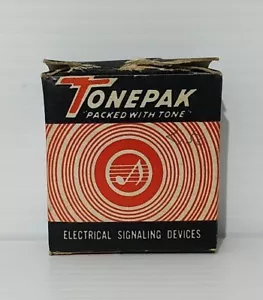 TONEPAK
"PACKED WITH TONE"
ELECTRICAL SIGNALING DEVICES